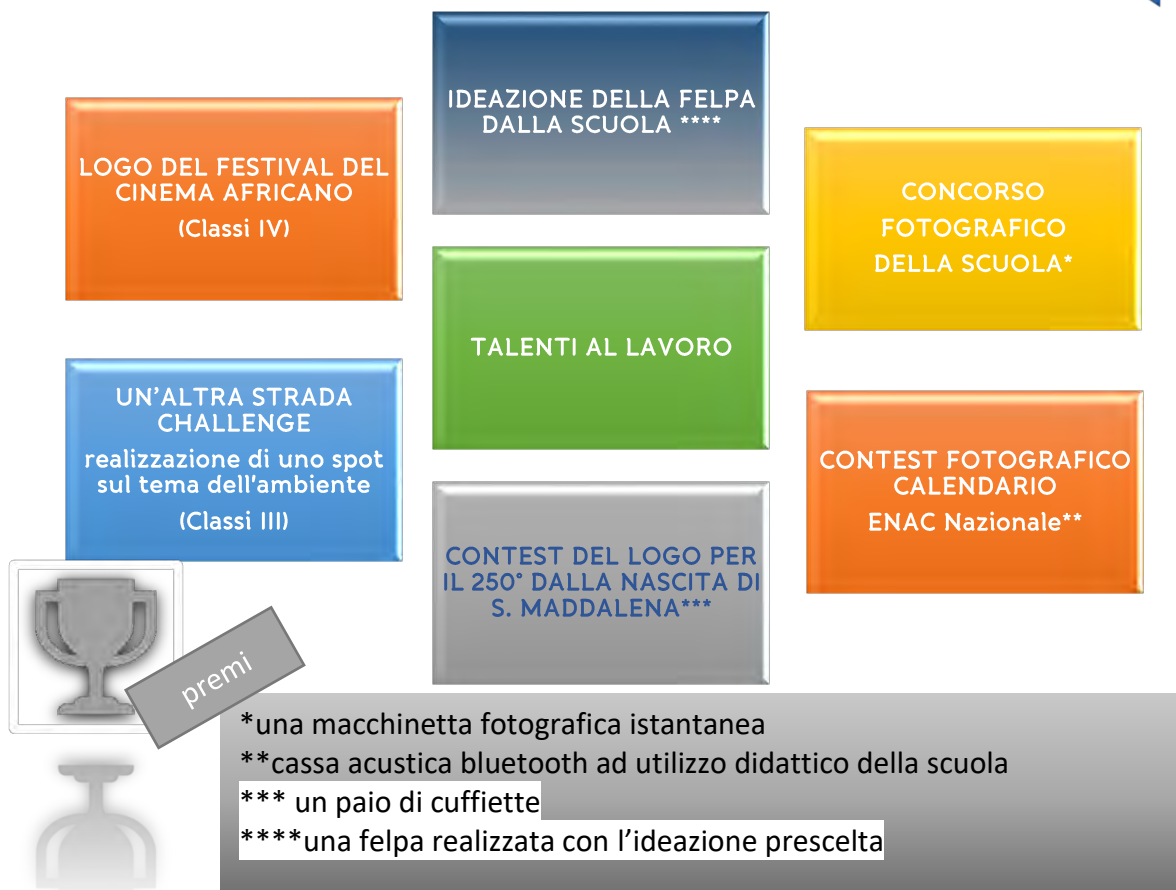 IDEAZIONE DELLA FELPA
DALLA SCUOLA ****
LOGO DEL FESTIVAL DEL
CINEMA AFRICANO
(Classi IV)
CONCORSO
FOTOGRAFICO
DELLA SCUOLA*
TALENTI AL LAVORO
UN’ALTRA STRADA
CHALLENGE
realizzazione di uno spot
sul tema dell'ambiente
(Classi III)
CONTEST FOTOGRAFICO
CALENDARIO
ENAC Nazionale**
CONTEST DEL LOGO PER
IL 250° DALLA NASCITA DI
S. MADDALENA***
premi
*una macchinetta fotografica istantanea
**cassa acustica bluetooth ad utilizzo didattico della scuola
*** un paio di cuffiette
****una felpa realizzata con l’ideazione prescelta